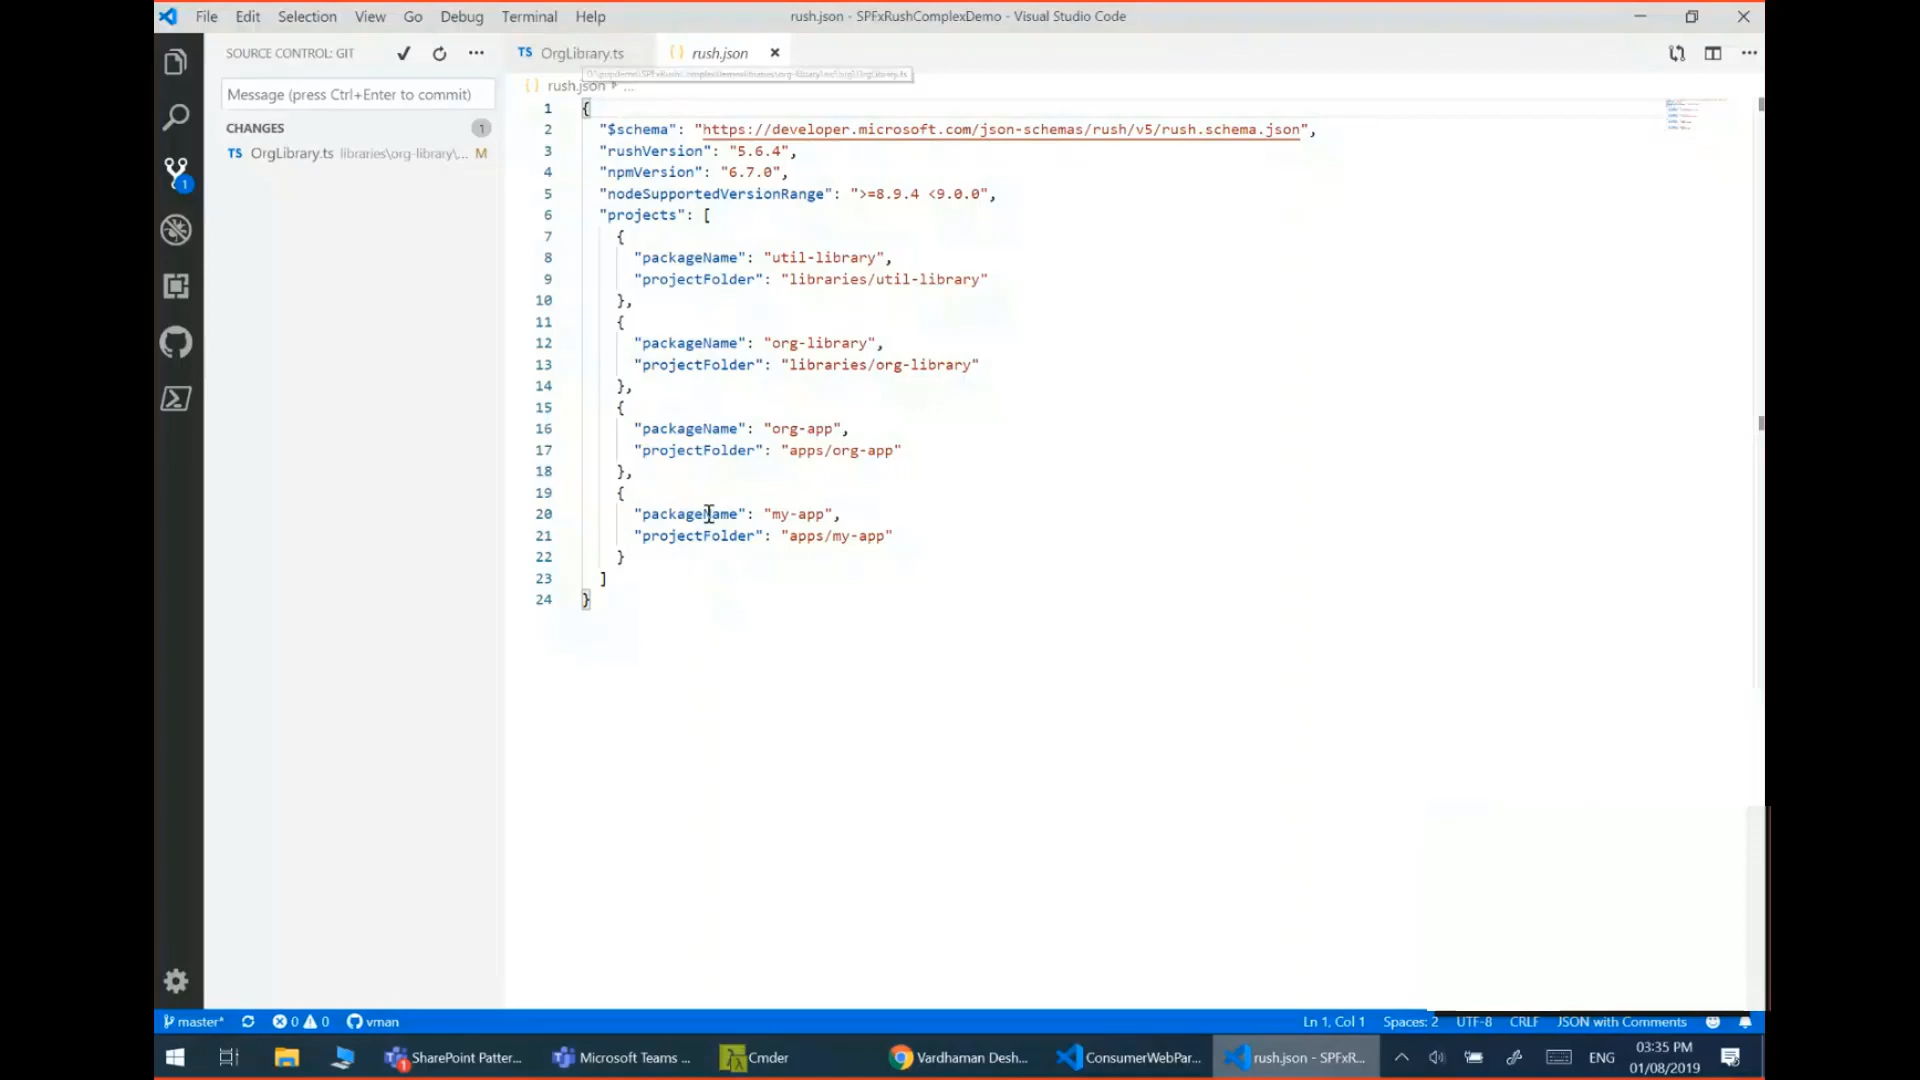 File Edit Selection View Go Debug Terminal Help
rush.json - SPFxRushComplexDemo - Visual Studio Code
SOURCE CONTROL: GIT
TS OrgLibrary.ts
{} rush.json
{} rush.json ...
Message (press Ctrl+Enter to commit)
CHANGES 1
TS OrgLibrary.ts libraries\org-library\... M
1 {
2 "$schema": "https://developer.microsoft.com/json-schemas/rush/v5/rush.schema.json",
3 "rushVersion": "5.6.4",
4 "npmVersion": "6.7.0",
5 "nodeSupportedVersionRange": ">=8.9.4 <9.0.0",
6 "projects": [
7 {
8 "packageName": "util-library",
9 "projectFolder": "libraries/util-library"
10 },
11 {
12 "packageName": "org-library",
13 "projectFolder": "libraries/org-library"
14 },
15 {
16 "packageName": "org-app",
17 "projectFolder": "apps/org-app"
18 },
19 {
20 "packageName": "my-app",
21 "projectFolder": "apps/my-app"
22 }
23 ]
24 }
1
master* 0 0 vman
Ln 1, Col 1 Spaces: 2 UTF-8 CRLF JSON with Comments
1 SharePoint Patter...
Microsoft Teams ...
Cmder
Vardhaman Desh...
ConsumerWebPar...
rush.json - SPFxR...
ENG
03:35 PM
01/08/2019